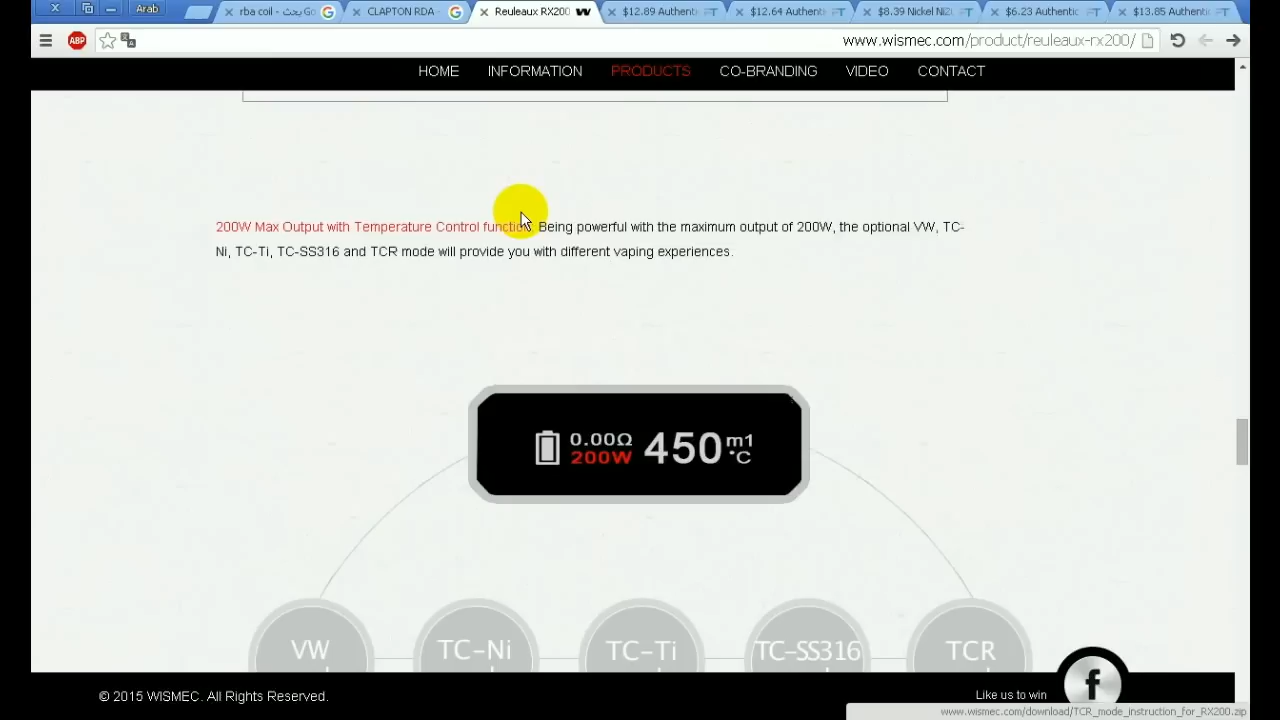 Arab
rba coil - بحث Go
CLAPTON RDA -
Reuleaux RX200
$12.89 Authenti
$12.64 Authenti
$8.39 Nickel Ni20
$6.23 Authentic
$13.85 Authentic
ABP
www.wismec.com/product/reuleaux-rx200/
HOME INFORMATION PRODUCTS CO-BRANDING VIDEO CONTACT
200W Max Output with Temperature Control function: Being powerful with the maximum output of 200W, the optional VW, TC-
Ni, TC-Ti, TC-SS316 and TCR mode will provide you with different vaping experiences.
0.00Ω 450 m1
200W °C
VW TC-Ni TC-Ti TC-SS316 TCR
© 2015 WISMEC. All Rights Reserved.
Like us to win
f
www.wismec.com/download/TCR_mode_instruction_for_RX200.zip